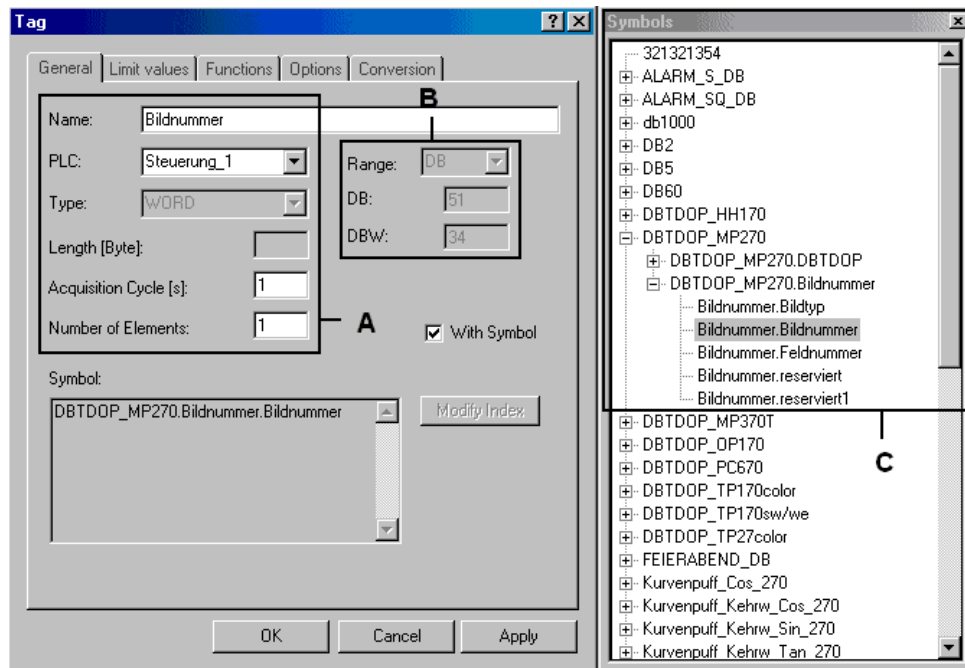 Tag
General Limit values Functions Options Conversion
B
Name: Bildnummer
PLC: Steuerung_1
Range: DB
Type: WORD
DB: 51
Length [Byte]:
DBW: 34
Acquisition Cycle [s]: 1
Number of Elements: 1
A
With Symbol
Symbol:
DBTDOP_MP270.Bildnummer.Bildnummer
Modify Index
OK Cancel Apply
Symbols
321321354
ALARM_S_DB
ALARM_SQ_DB
db1000
DB2
DB5
DB60
DBTDOP_HH170
DBTDOP_MP270
DBTDOP_MP270.DBTDOP
DBTDOP_MP270.Bildnummer
Bildnummer.Bildtyp
Bildnummer.Bildnummer
Bildnummer.Feldnummer
Bildnummer.reserviert
Bildnummer.reserviert1
DBTDOP_MP370T
DBTDOP_OP170
C
DBTDOP_PC670
DBTDOP_TP170color
DBTDOP_TP170sw/we
DBTDOP_TP27color
FEIERABEND_DB
Kurvenpuff_Cos_270
Kurvenpuff_Kehrw_Cos_270
Kurvenpuff_Kehrw_Sin_270
Kurvenpuff_Kehrw_Tan_270